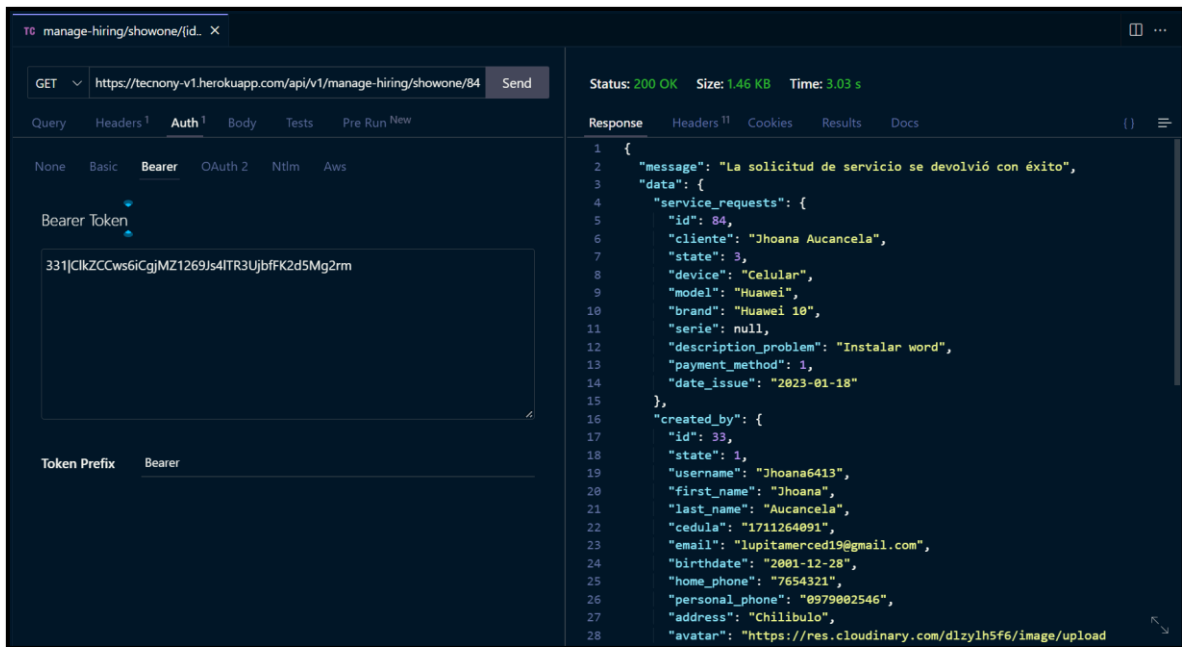 TC manage-hiring/showone/{id.. X
GET https://tecnony-v1.herokuapp.com/api/v1/manage-hiring/showone/84 Send
Query Headers 1 Auth 1 Body Tests Pre Run New
None Basic Bearer OAuth 2 Ntlm Aws
Bearer Token
331|ClkZCCws6iCgjMZ1269Js4lTR3UjbfFK2d5Mg2rm
Token Prefix Bearer
Status: 200 OK Size: 1.46 KB Time: 3.03 s
Response Headers 11 Cookies Results Docs { }
1 {
2 "message": "La solicitud de servicio se devolvió con éxito",
3 "data": {
4 "service_requests": {
5 "id": 84,
6 "cliente": "Jhoana Aucancela",
7 "state": 3,
8 "device": "Celular",
9 "model": "Huawei",
10 "brand": "Huawei 10",
11 "serie": null,
12 "description_problem": "Instalar word",
13 "payment_method": 1,
14 "date_issue": "2023-01-18"
15 },
16 "created_by": {
17 "id": 33,
18 "state": 1,
19 "username": "Jhoana6413",
20 "first_name": "Jhoana",
21 "last_name": "Aucancela",
22 "cedula": "1711264091",
23 "email": "lupitamerced19@gmail.com",
24 "birthdate": "2001-12-28",
25 "home_phone": "7654321",
26 "personal_phone": "0979002546",
27 "address": "Chilibulo",
28 "avatar": "https://res.cloudinary.com/dlzylh5f6/image/upload